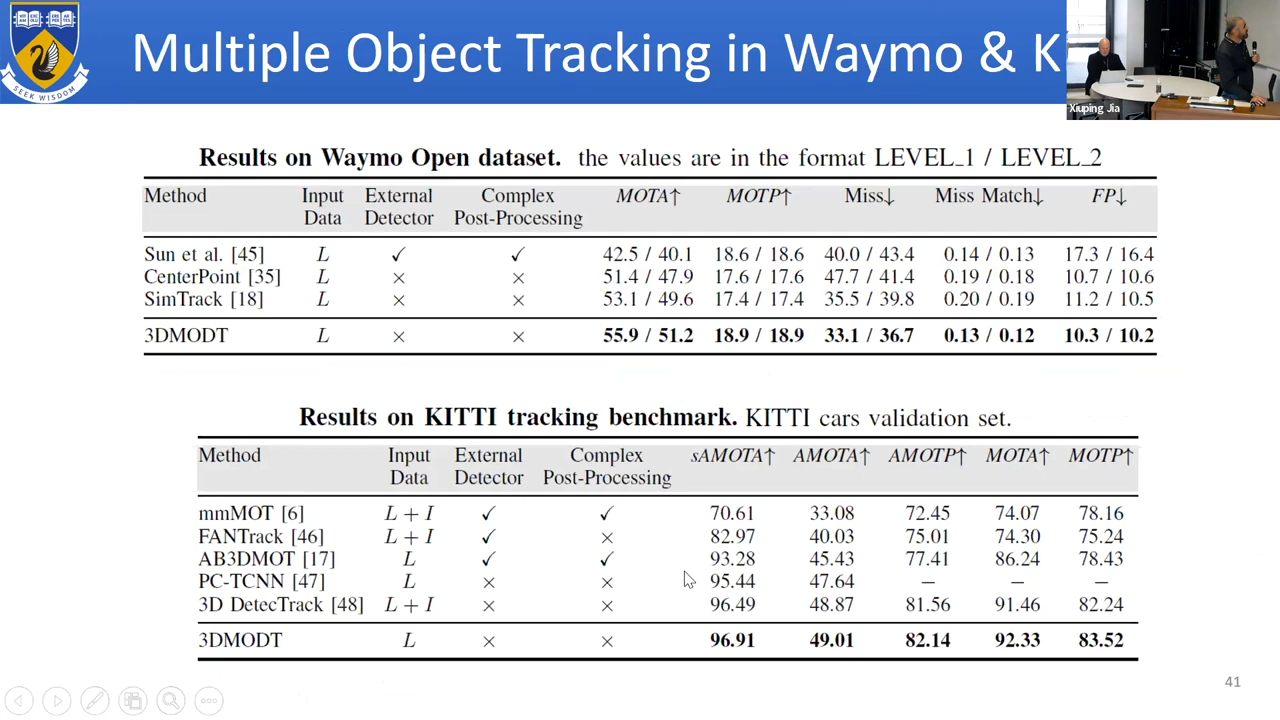 Multiple Object Tracking in Waymo & K
SEEK WISDOM
Xiuping Jia
Results on Waymo Open dataset. the values are in the format LEVEL_1 / LEVEL_2
Method Input Data External Detector Complex Post-Processing MOTA↑ MOTP↑ Miss↓ Miss Match↓ FP↓
Sun et al. [45] L ✓ ✓ 42.5 / 40.1 18.6 / 18.6 40.0 / 43.4 0.14 / 0.13 17.3 / 16.4
CenterPoint [35] L × × 51.4 / 47.9 17.6 / 17.6 47.7 / 41.4 0.19 / 0.18 10.7 / 10.6
SimTrack [18] L × × 53.1 / 49.6 17.4 / 17.4 35.5 / 39.8 0.20 / 0.19 11.2 / 10.5
3DMODT L × × 55.9 / 51.2 18.9 / 18.9 33.1 / 36.7 0.13 / 0.12 10.3 / 10.2
Results on KITTI tracking benchmark. KITTI cars validation set.
Method Input Data External Detector Complex Post-Processing sAMOTA↑ AMOTA↑ AMOTP↑ MOTA↑ MOTP↑
mmMOT [6] L + I ✓ ✓ 70.61 33.08 72.45 74.07 78.16
FANTrack [46] L + I ✓ × 82.97 40.03 75.01 74.30 75.24
AB3DMOT [17] L ✓ ✓ 93.28 45.43 77.41 86.24 78.43
PC-TCNN [47] L × × 95.44 47.64 – – –
3D DetecTrack [48] L + I × × 96.49 48.87 81.56 91.46 82.24
3DMODT L × × 96.91 49.01 82.14 92.33 83.52
41